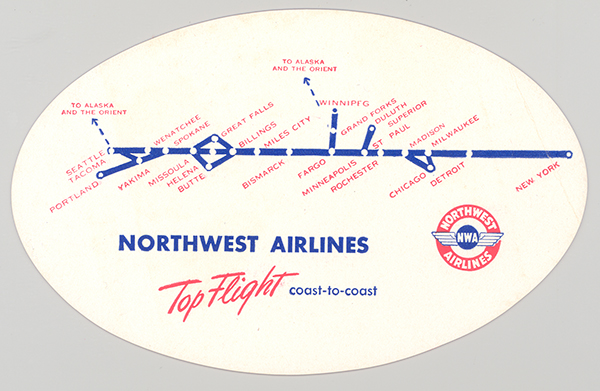 TO ALASKA
AND THE ORIENT
TO ALASKA
AND THE ORIENT
SEATTLE
TACOMA
PORTLAND
YAKIMA
WENATCHEE
SPOKANE
MISSOULA
HELENA
BUTTE
GREAT FALLS
BILLINGS
MILES CITY
BISMARCK
FARGO
WINNIPEG
GRAND FORKS
DULUTH
SUPERIOR
MINNEAPOLIS
ST PAUL
ROCHESTER
MADISON
MILWAUKEE
CHICAGO
DETROIT
NEW YORK
NORTHWEST AIRLINES
Top Flight coast-to-coast
NORTHWEST
NWA
AIRLINES